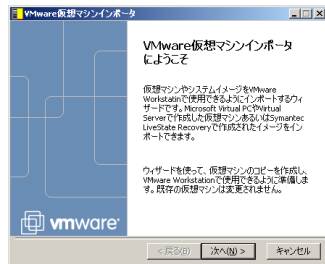 VMware仮想マシンインポータ
VMware仮想マシンインポータ
にようこそ
仮想マシンやシステムイメージをVMware
Workstatinで使用できるようにインポートするウィ
ザードです。Microsoft Virtual PCやVirtual
Serverで作成した仮想マシンあるいはSymantec
LiveState Recoveryで作成されたイメージをイン
ポートできます。
ウィザードを使って、仮想マシンのコピーを作成し、
VMware Workstationで使用できるように準備しま
す。既存の仮想マシンは変更されません。
vmware
< 戻る(B) 次へ(N) > キャンセル